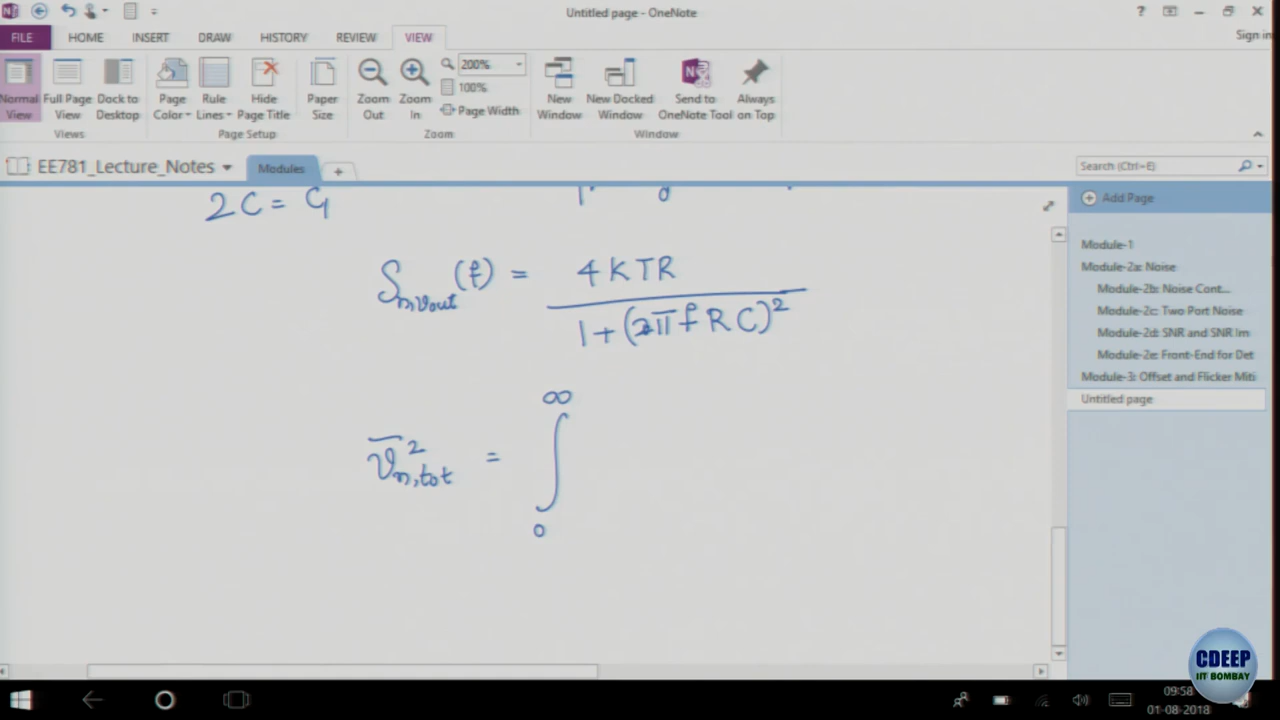 Untitled page - OneNote
Sign in
FILE HOME INSERT DRAW HISTORY REVIEW VIEW
Normal View
Full Page View
Dock to Desktop
Page Color
Rule Lines
Hide Page Title
Paper Size
Zoom Out
Zoom In
200%
100%
Page Width
New Window
New Docked Window
Send to OneNote Tool
Always on Top
Views Page Setup Zoom Window
EE781_Lecture_Notes
Modules
Search (Ctrl+E)
Add Page
Module-1
Module-2a: Noise
Module-2b: Noise Cont...
Module-2c: Two Port Noise
Module-2d: SNR and SNR Im
Module-2e: Front-End for Det
Module-3: Offset and Flicker Miti
Untitled page
2C = G
S_{n,vout}(f) = 4KTR / 1+(2πfRC)²
v̄²_{n,tot} = ∫_0^∞
CDEEP
IIT BOMBAY
09:58
01-08-2018